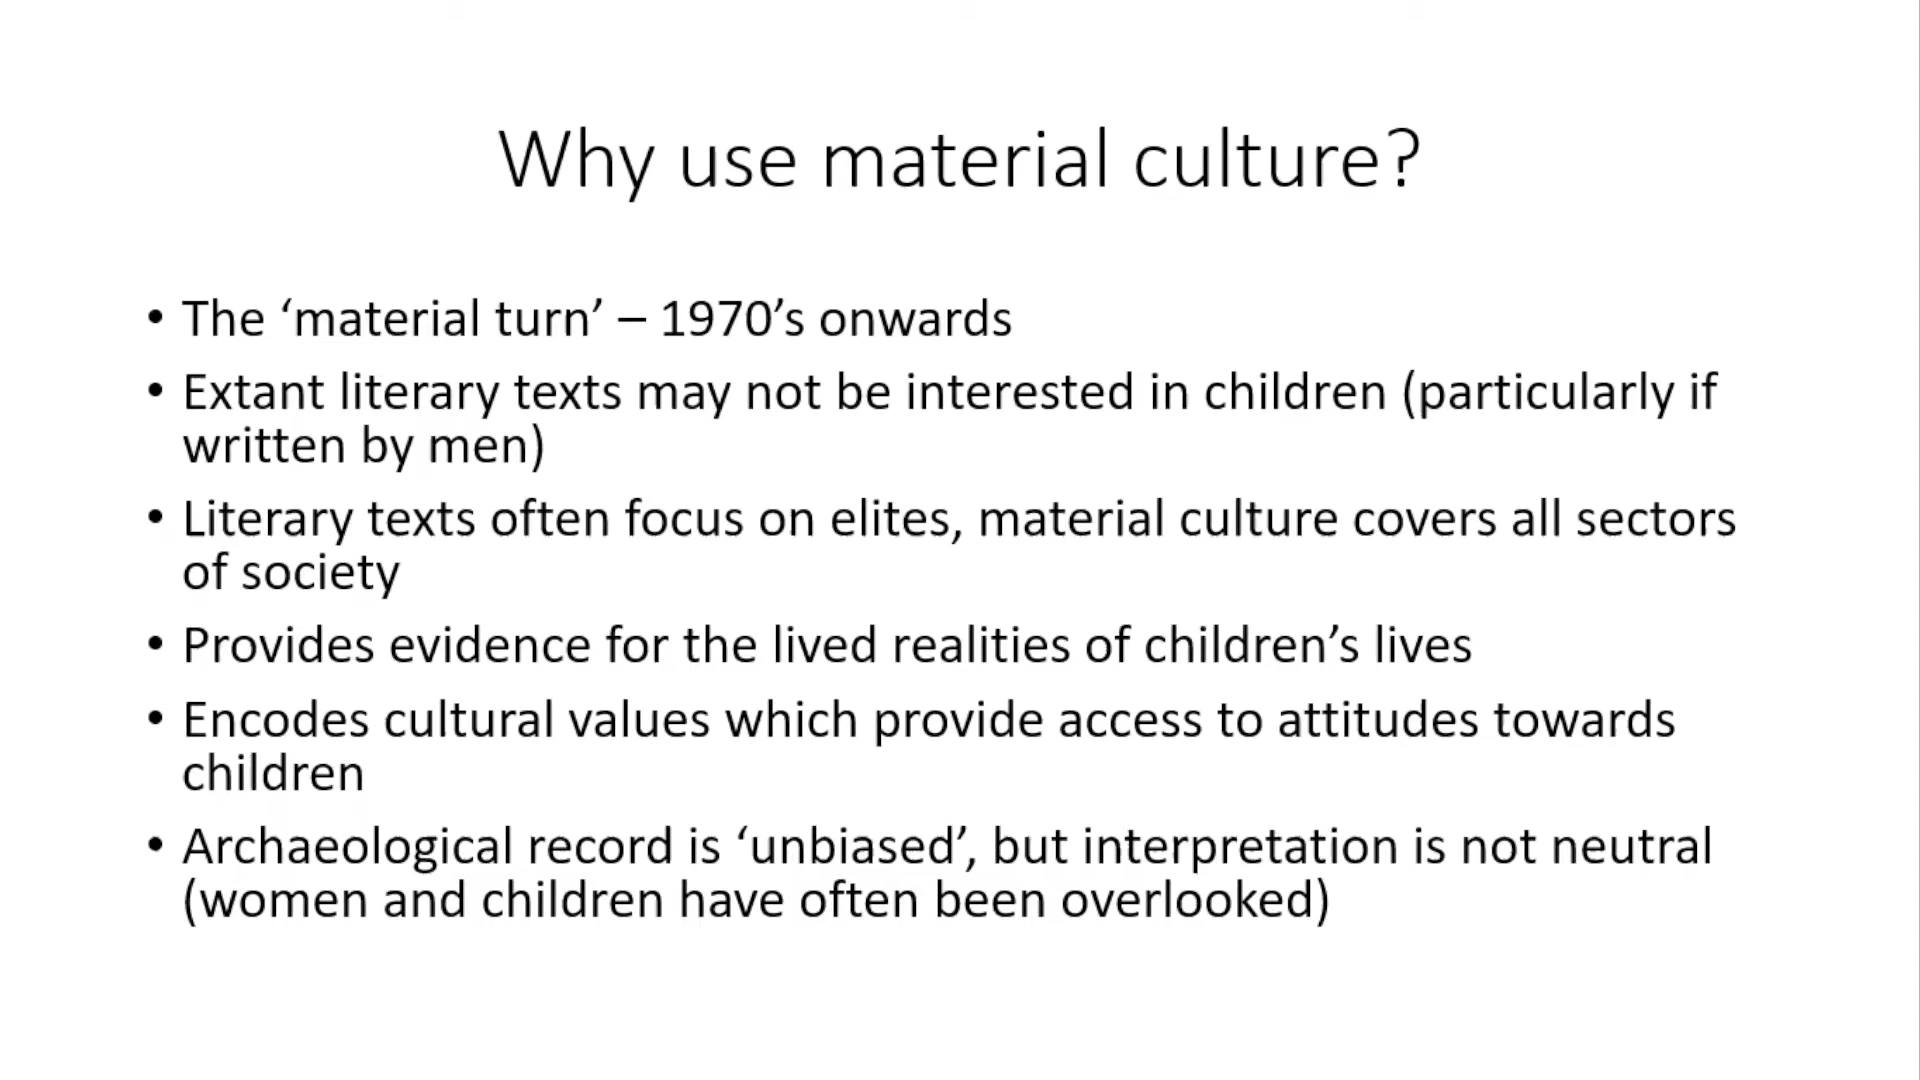 Why use material culture?
• The ‘material turn’ – 1970’s onwards
• Extant literary texts may not be interested in children (particularly if
written by men)
• Literary texts often focus on elites, material culture covers all sectors
of society
• Provides evidence for the lived realities of children’s lives
• Encodes cultural values which provide access to attitudes towards
children
• Archaeological record is ‘unbiased’, but interpretation is not neutral
(women and children have often been overlooked)